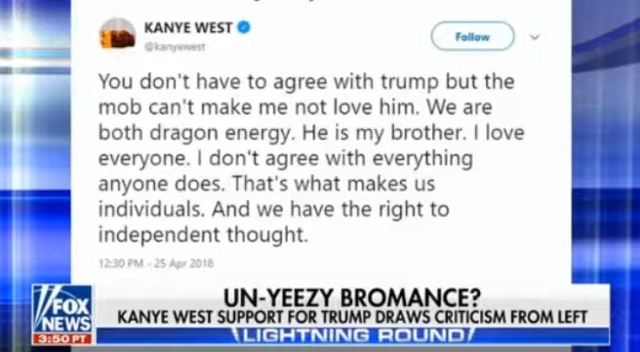 KANYE WEST
@kanyewest
Follow
You don't have to agree with trump but the
mob can't make me not love him. We are
both dragon energy. He is my brother. I love
everyone. I don't agree with everything
anyone does. That's what makes us
individuals. And we have the right to
independent thought.
12:30 PM - 25 Apr 2018
UN-YEEZY BROMANCE?
KANYE WEST SUPPORT FOR TRUMP DRAWS CRITICISM FROM LEFT
LIGHTNING ROUND
FOX
NEWS
3:50 PT